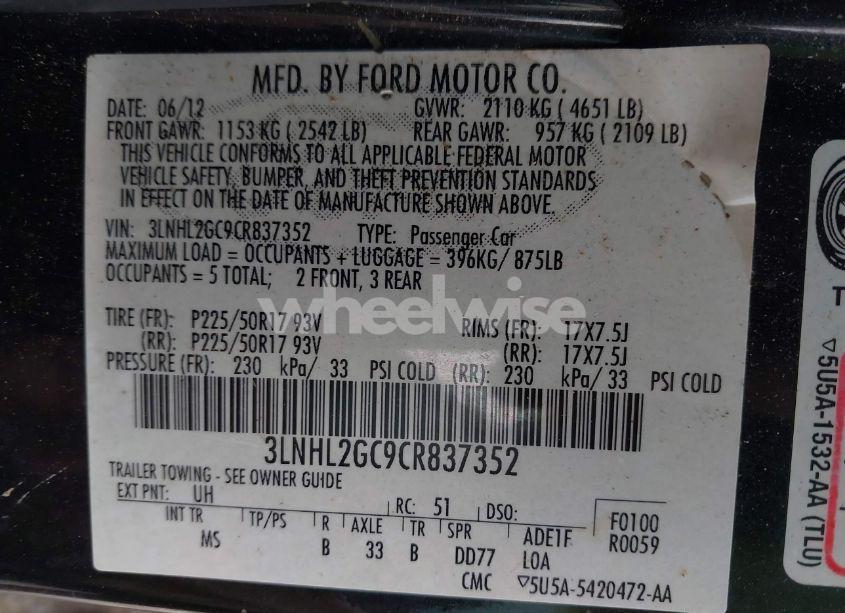 MFD. BY FORD MOTOR CO.
DATE: 06/12 GVWR: 2110 KG ( 4651 LB)
FRONT GAWR: 1153 KG ( 2542 LB) REAR GAWR: 957 KG ( 2109 LB)
THIS VEHICLE CONFORMS TO ALL APPLICABLE FEDERAL MOTOR
VEHICLE SAFETY, BUMPER, AND THEFT PREVENTION STANDARDS
IN EFFECT ON THE DATE OF MANUFACTURE SHOWN ABOVE.
VIN: 3LNHL2GC9CR837352 TYPE: Passenger Car
MAXIMUM LOAD = OCCUPANTS + LUGGAGE = 396KG/ 875LB
OCCUPANTS = 5 TOTAL; 2 FRONT, 3 REAR
wheelwise
TIRE (FR): P225/50R17 93V RIMS (FR): 17X7.5J
(RR): P225/50R17 93V (RR): 17X7.5J
PRESSURE (FR): 230 kPa/ 33 PSI COLD (RR): 230 kPa/ 33 PSI COLD
3LNHL2GC9CR837352
TRAILER TOWING - SEE OWNER GUIDE
EXT PNT: UH RC: 51 DSO: F0100
INT TR TP/PS R AXLE TR SPR ADE1F R0059
MS B 33 B DD77 LOA
CMC ▽5U5A-5420472-AA
T
▽5U5A-1532-AA (TLU)